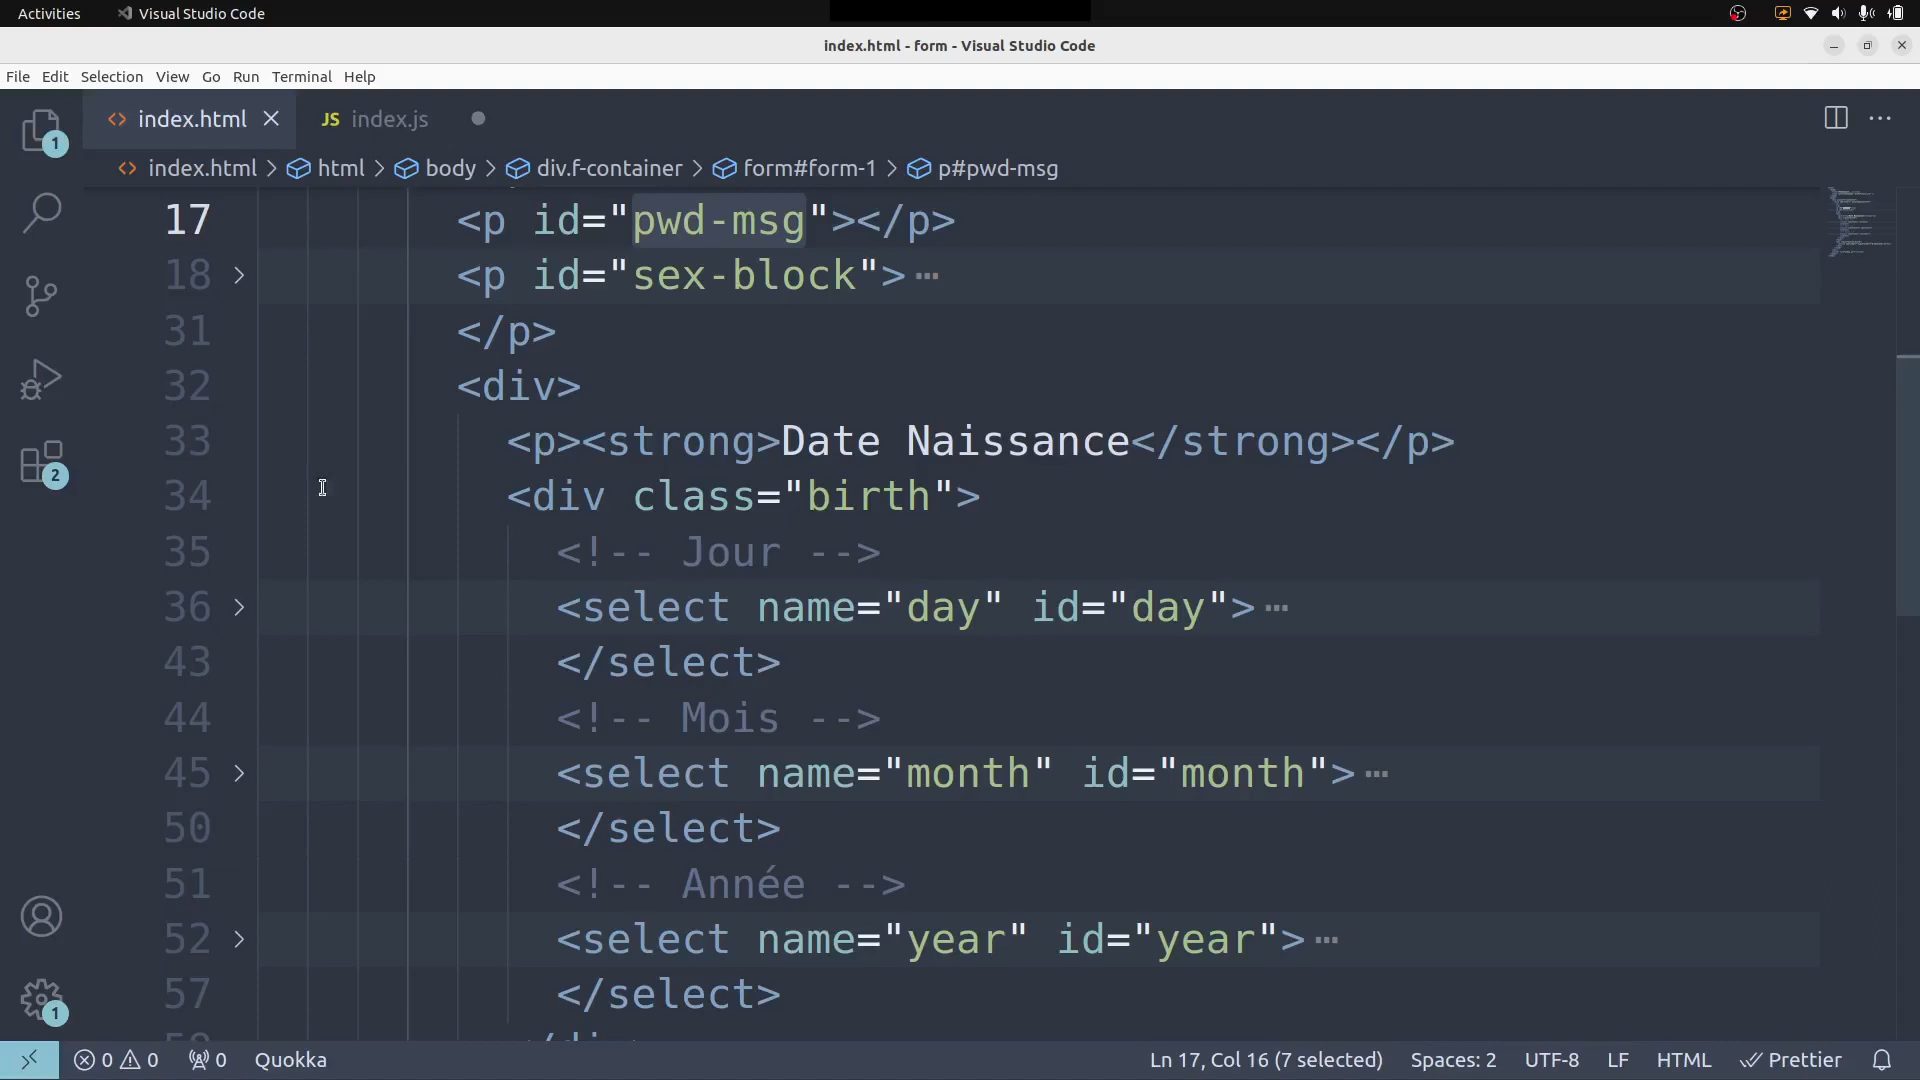 Activities Visual Studio Code
index.html - form - Visual Studio Code
File Edit Selection View Go Run Terminal Help
index.html JS index.js
index.html > html > body > div.f-container > form#form-1 > p#pwd-msg
17 <p id="pwd-msg"></p>
18 <p id="sex-block">
31 </p>
32 <div>
33 <p><strong>Date Naissance</strong></p>
34 <div class="birth">
35 <!-- Jour -->
36 <select name="day" id="day">
43 </select>
44 <!-- Mois -->
45 <select name="month" id="month">
50 </select>
51 <!-- Année -->
52 <select name="year" id="year">
57 </select>
1
2
1
0 0 0 Quokka Ln 17, Col 16 (7 selected) Spaces: 2 UTF-8 LF HTML Prettier